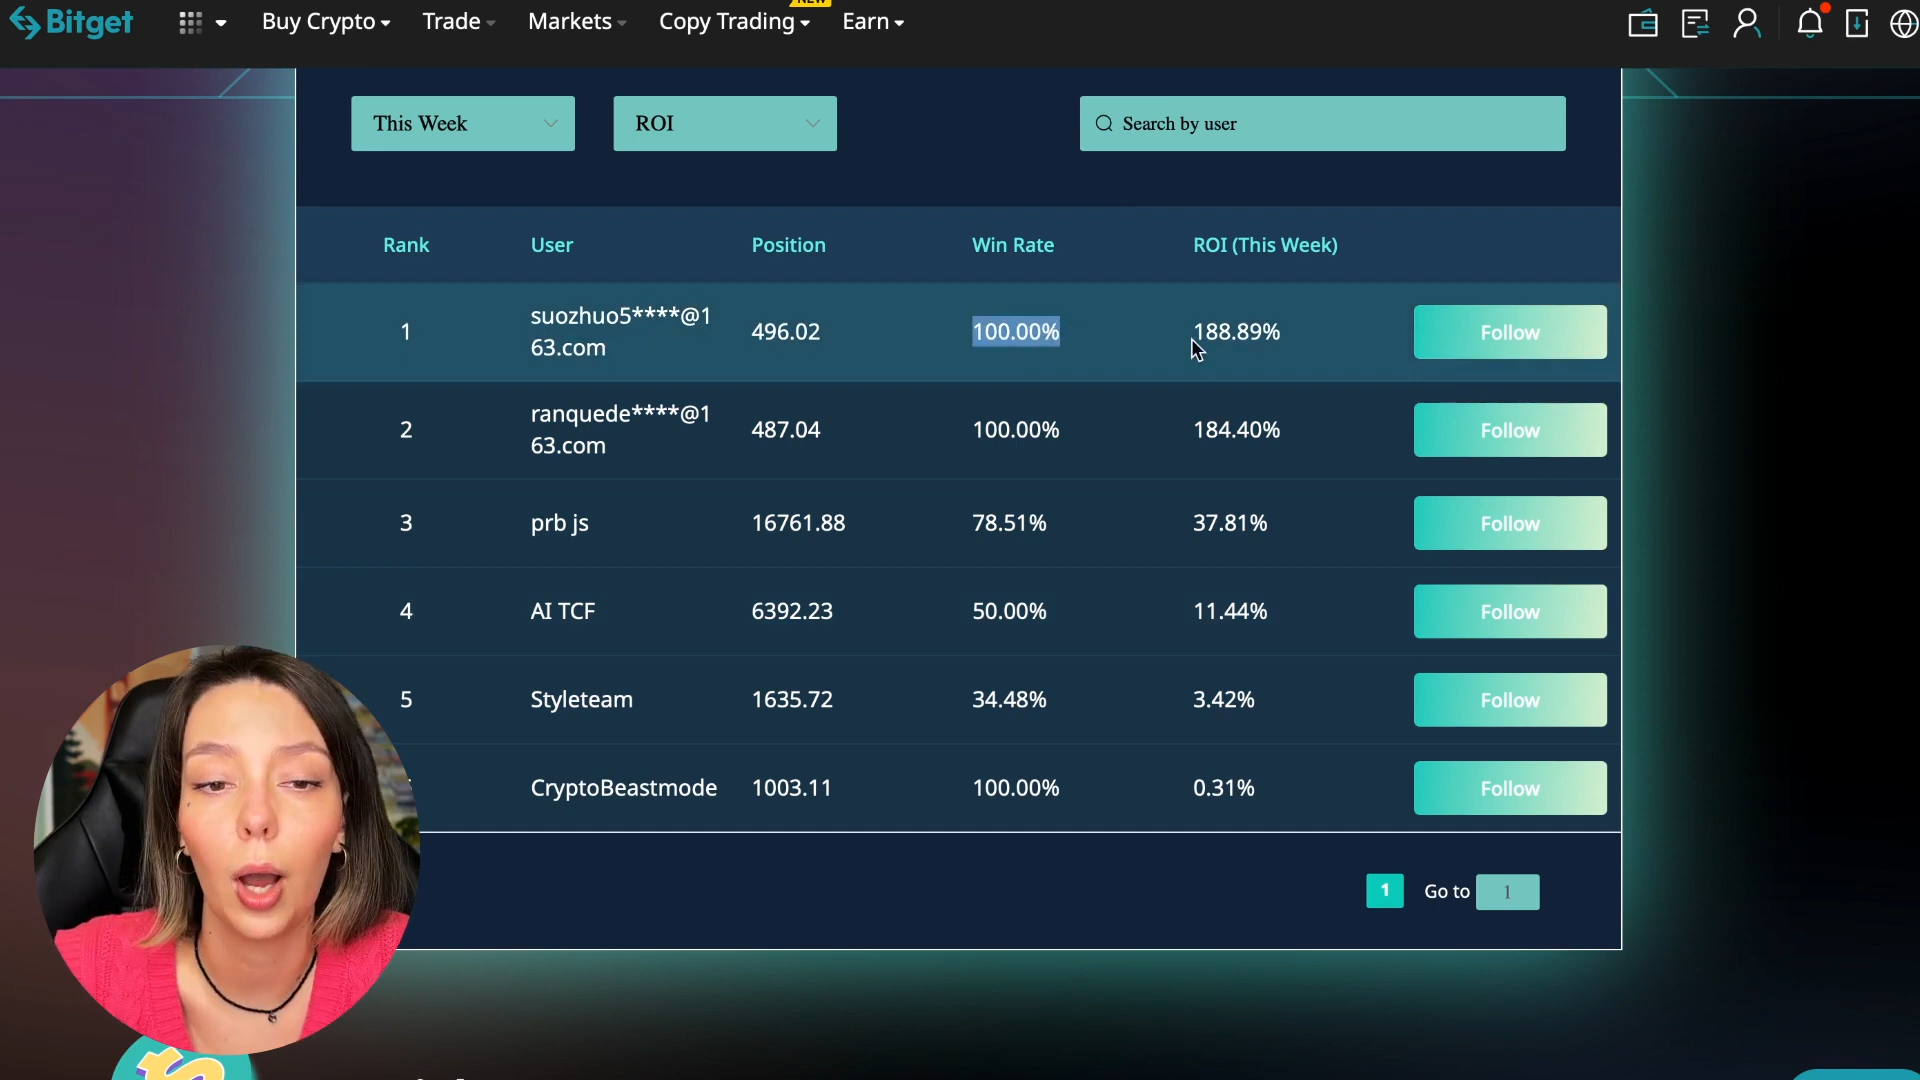 Bitget
Buy Crypto
Trade
Markets
Copy Trading
NEW
Earn
This Week
ROI
Search by user
Rank User Position Win Rate ROI (This Week)
1 suozhuo5****@1
63.com 496.02 100.00% 188.89% Follow
2 ranquede****@1
63.com 487.04 100.00% 184.40% Follow
3 prb js 16761.88 78.51% 37.81% Follow
4 AI TCF 6392.23 50.00% 11.44% Follow
5 Styleteam 1635.72 34.48% 3.42% Follow
CryptoBeastmode 1003.11 100.00% 0.31% Follow
1 Go to 1